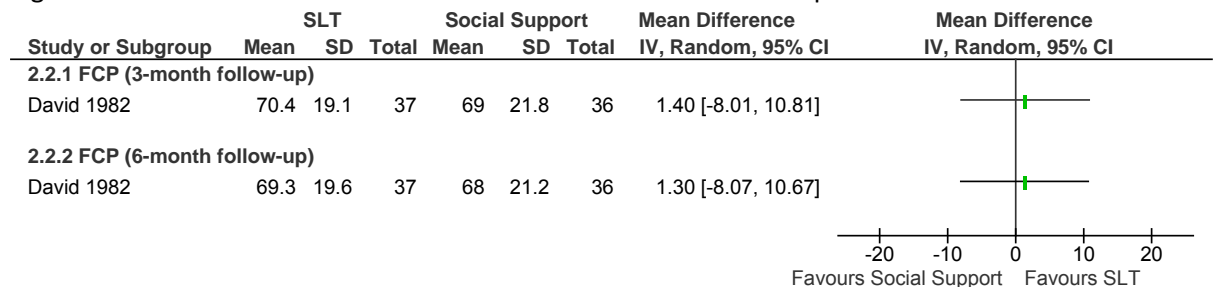 SLT Social Support Mean Difference Mean Difference
Study or Subgroup Mean SD Total Mean SD Total IV, Random, 95% CI IV, Random, 95% CI
2.2.1 FCP (3-month follow-up)
David 1982 70.4 19.1 37 69 21.8 36 1.40 [-8.01, 10.81]
2.2.2 FCP (6-month follow-up)
David 1982 69.3 19.6 37 68 21.2 36 1.30 [-8.07, 10.67]
-20 -10 0 10 20
Favours Social Support Favours SLT